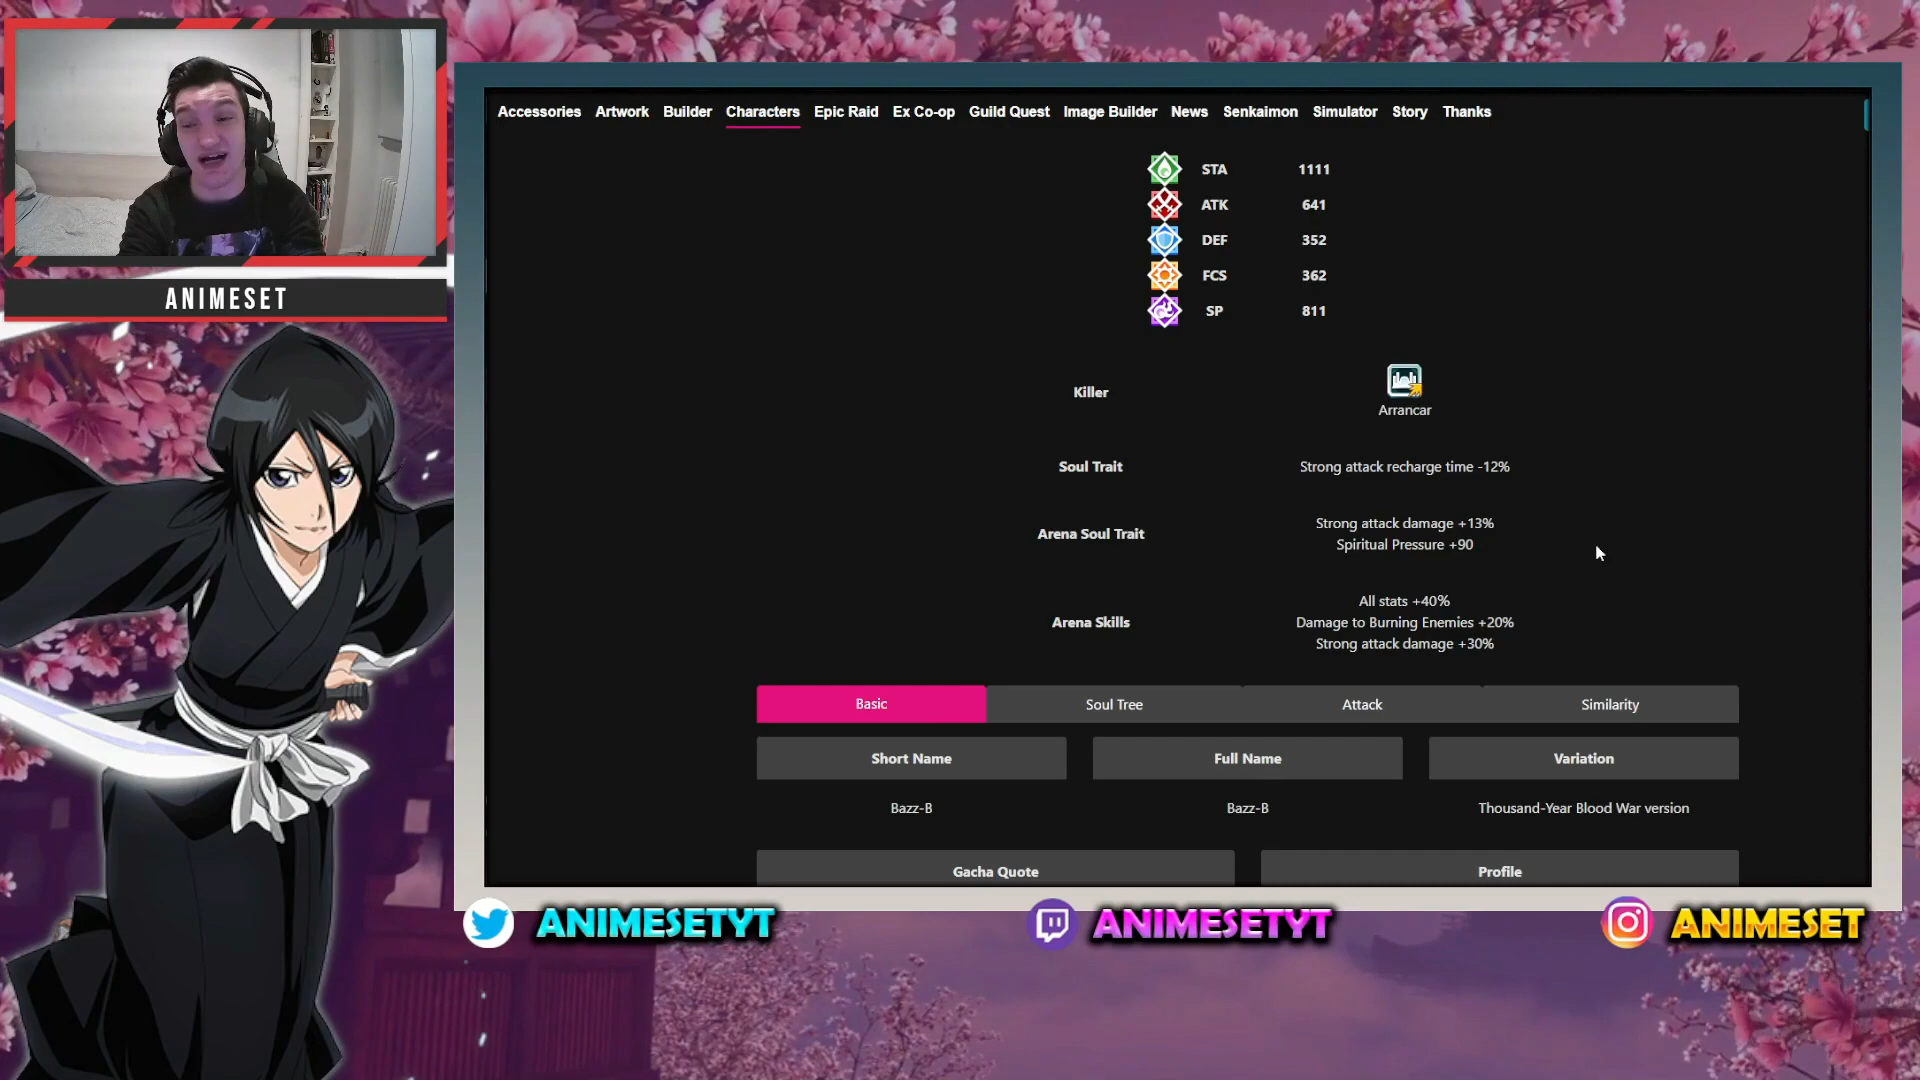 Accessories Artwork Builder Characters Epic Raid Ex Co-op Guild Quest Image Builder News Senkaimon Simulator Story Thanks
STA 1111
ATK 641
DEF 352
FCS 362
SP 811
Killer
Arrancar
Soul Trait
Strong attack recharge time -12%
Arena Soul Trait
Strong attack damage +13%
Spiritual Pressure +90
Arena Skills
All stats +40%
Damage to Burning Enemies +20%
Strong attack damage +30%
Basic Soul Tree Attack Similarity
Short Name Full Name Variation
Bazz-B Bazz-B Thousand-Year Blood War version
Gacha Quote Profile
ANIMESET
ANIMESETYT ANIMESETYT ANIMESET